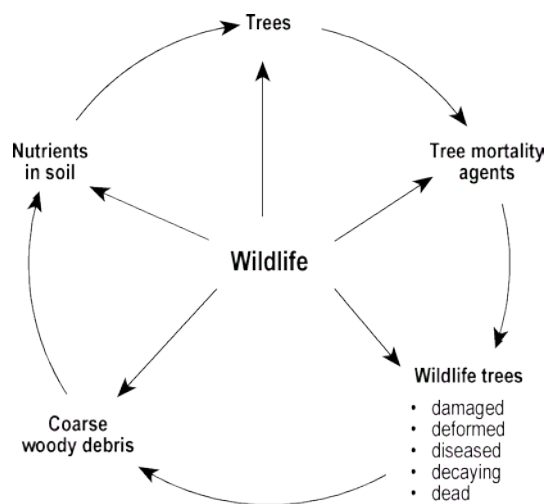 Trees
Nutrients
in soil
Tree mortality
agents
Wildlife
Wildlife trees
• damaged
• deformed
• diseased
• decaying
• dead
Coarse
woody debris